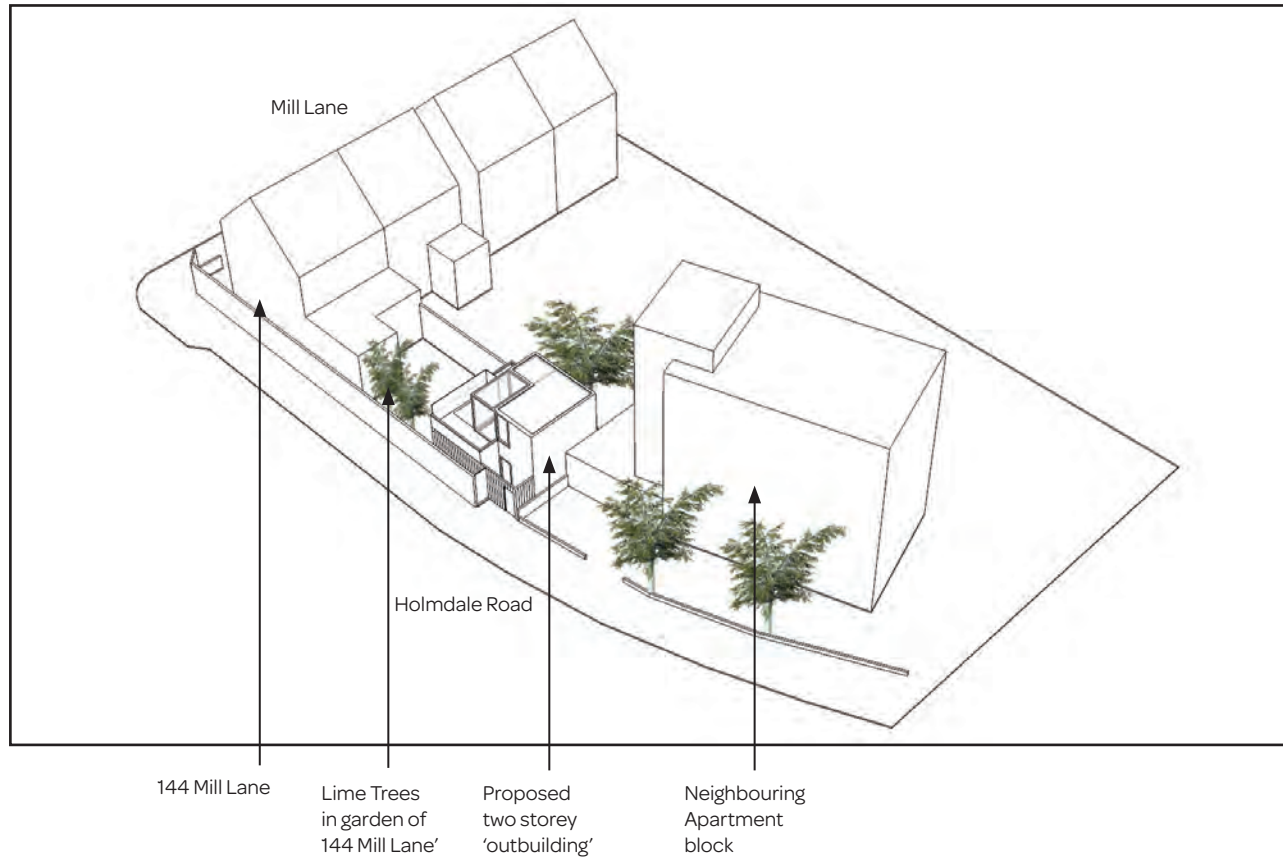 Mill Lane
Holmdale Road
144 Mill Lane
Lime Trees
in garden of
144 Mill Lane'
Proposed
two storey
‘outbuilding’
Neighbouring
Apartment
block